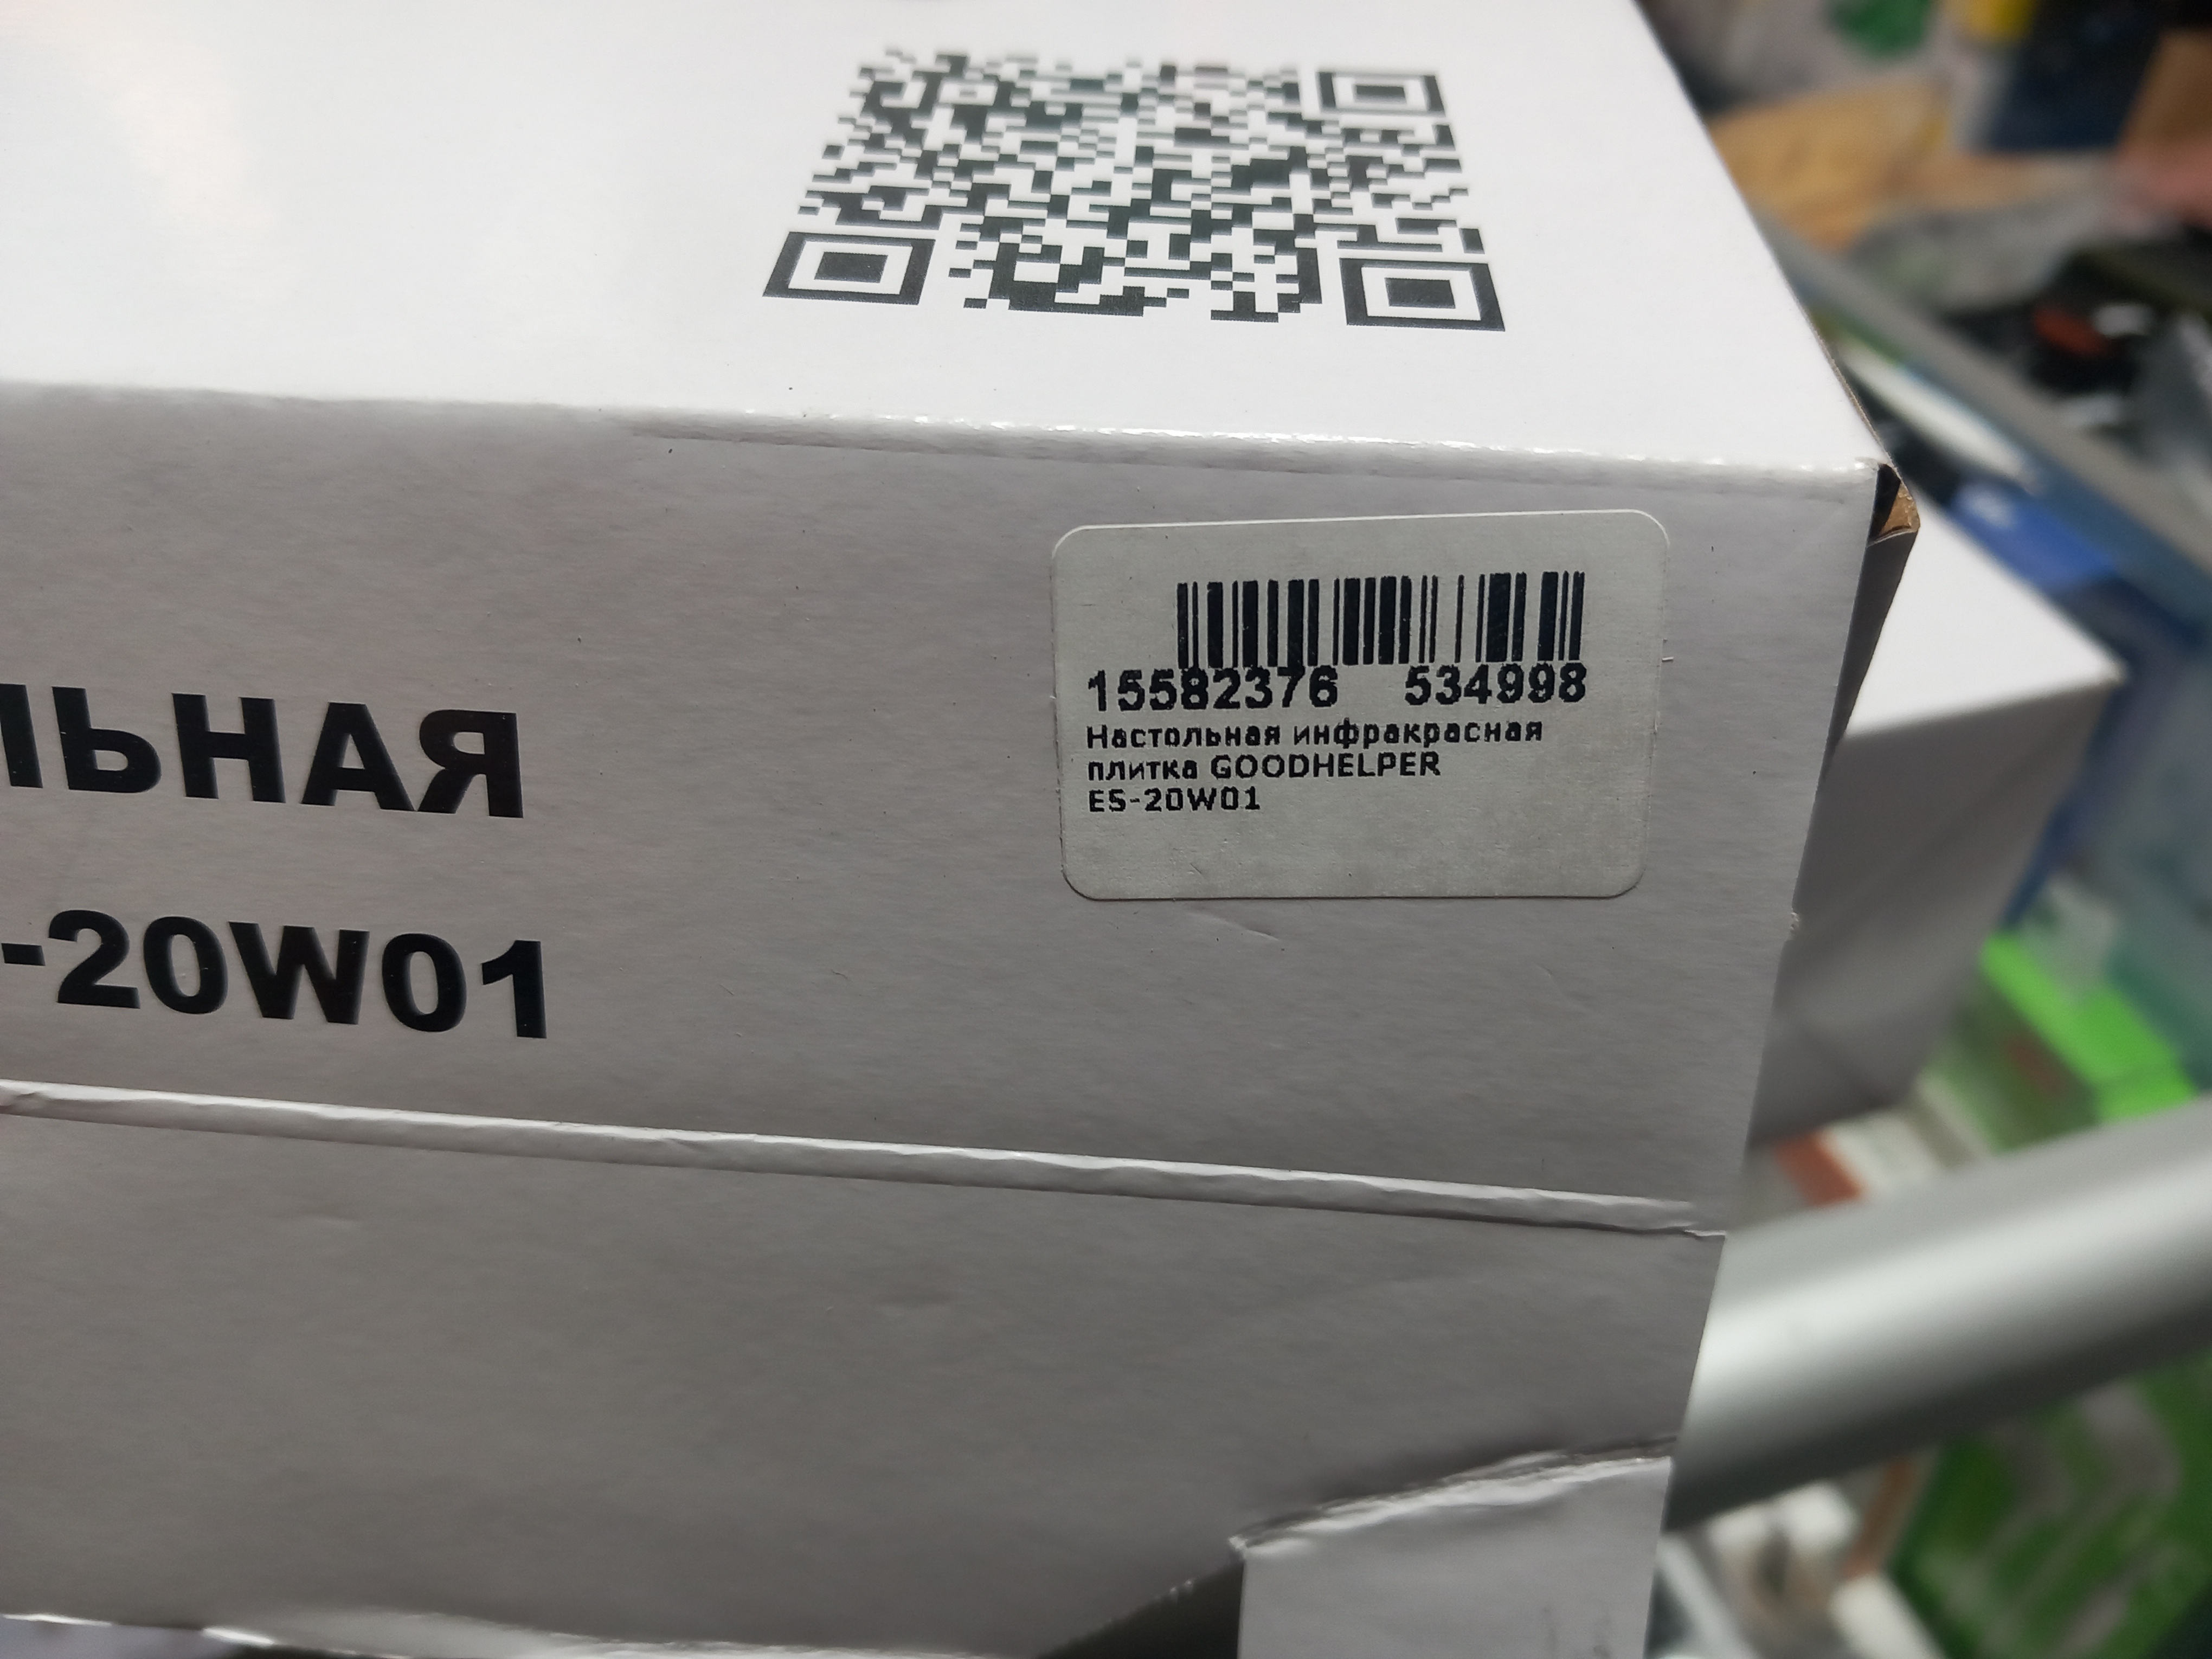 ЛЬНАЯ
-20W01
15582376 534998
Настольная инфракрасная
плитка GOODHELPER
ES-20W01